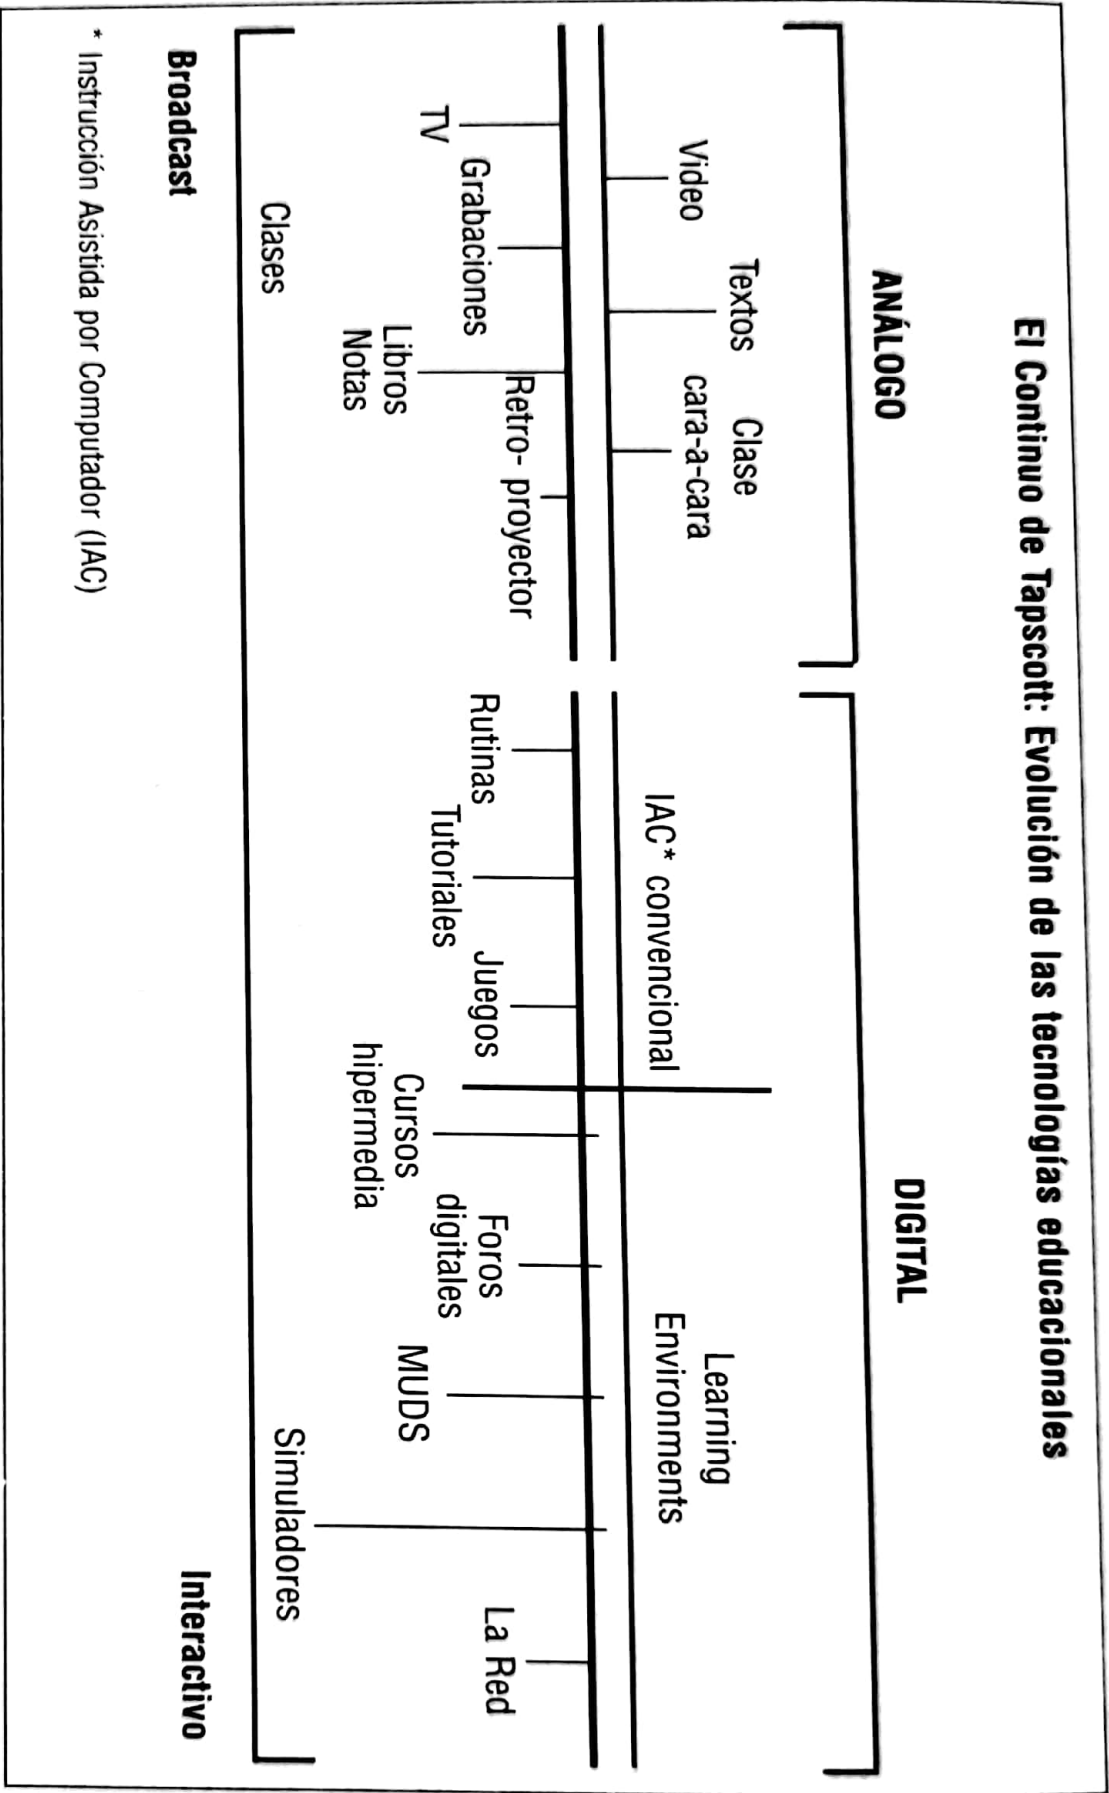 El Continuo de Tapscott: Evolución de las tecnologías educacionales
ANÁLOGO
DIGITAL
Video
Textos
Clase
cara-a-cara
IAC* convencional
Learning
Environments
TV
Grabaciones
Libros
Notas
Retro- proyector
Rutinas
Tutoriales
Juegos
Cursos
hipermedia
Foros
digitales
MUDS
Simuladores
La Red
Clases
Broadcast
Interactivo
* Instrucción Asistida por Computador (IAC)